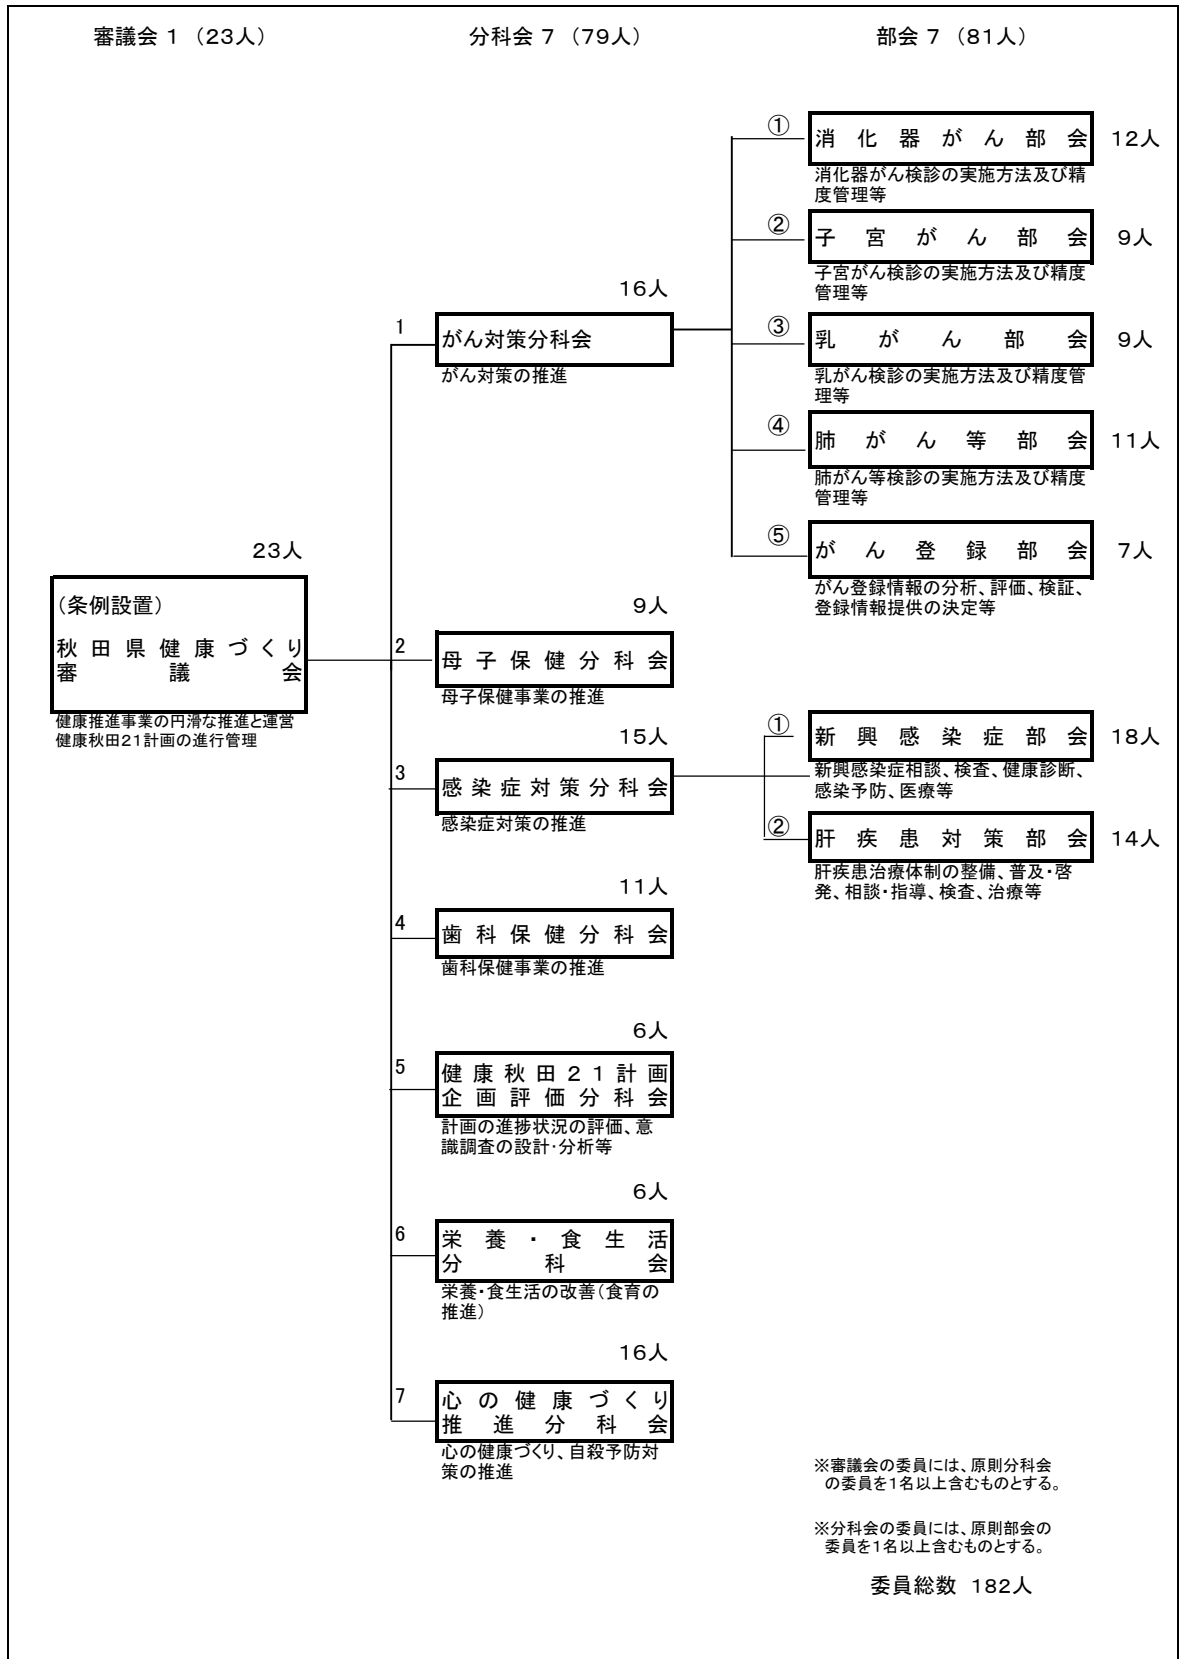 審議会 1 (23人)
分科会 7 (79人)
部会 7 (81人)
23人
(条例設置)
秋田県健康づくり
審議会
健康推進事業の円滑な推進と運営
健康秋田21計画の進行管理
1
16人
がん対策分科会
がん対策の推進
①
消化器がん部会
12人
消化器がん検診の実施方法及び精
度管理等
②
子宮がん部会
9人
子宮がん検診の実施方法及び精度
管理等
③
乳がん部会
9人
乳がん検診の実施方法及び精度管
理等
④
肺がん等部会
11人
肺がん等検診の実施方法及び精度
管理等
⑤
がん登録部会
7人
がん登録情報の分析、評価、検証、
登録情報提供の決定等
2
9人
母子保健分科会
母子保健事業の推進
3
15人
感染症対策分科会
感染症対策の推進
①
新興感染症部会
18人
新興感染症相談、検査、健康診断、
感染予防、医療等
②
肝疾患対策部会
14人
肝疾患治療体制の整備、普及・啓
発、相談・指導、検査、治療等
4
11人
歯科保健分科会
歯科保健事業の推進
5
6人
健康秋田21計画
企画評価分科会
計画の進捗状況の評価、意
識調査の設計・分析等
6
6人
栄養・食生活
分科会
栄養・食生活の改善(食育の
推進)
7
16人
心の健康づくり
推進分科会
心の健康づくり、自殺予防対
策の推進
※審議会の委員には、原則分科会
の委員を1名以上含むものとする。
※分科会の委員には、原則部会の
委員を1名以上含むものとする。
委員総数 182人